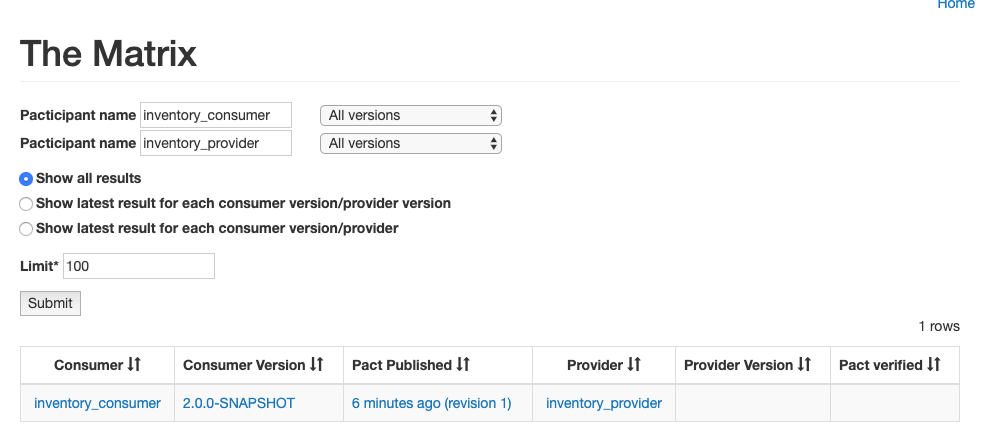 Home
The Matrix
Pacticipant name inventory_consumer All versions
Pacticipant name inventory_provider All versions
Show all results
Show latest result for each consumer version/provider version
Show latest result for each consumer version/provider
Limit* 100
Submit
1 rows
Consumer Consumer Version Pact Published Provider Provider Version Pact verified
inventory_consumer 2.0.0-SNAPSHOT 6 minutes ago (revision 1) inventory_provider